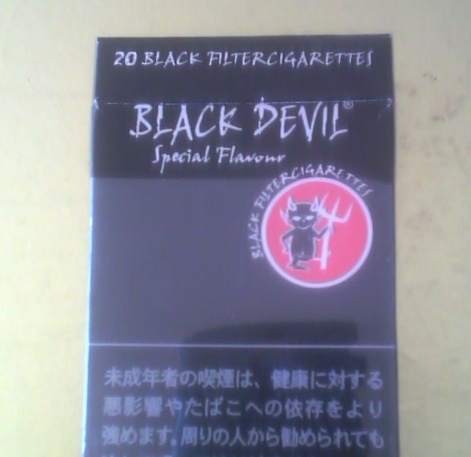 20 BLACK FILTERCIGARETTES
BLACK DEVIL®
Special Flavour
BLACK FILTERCIGARETTES
未成年者の喫煙は、健康に対する
悪影響やたばこへの依存をより
強めます。周りの人から勧められても